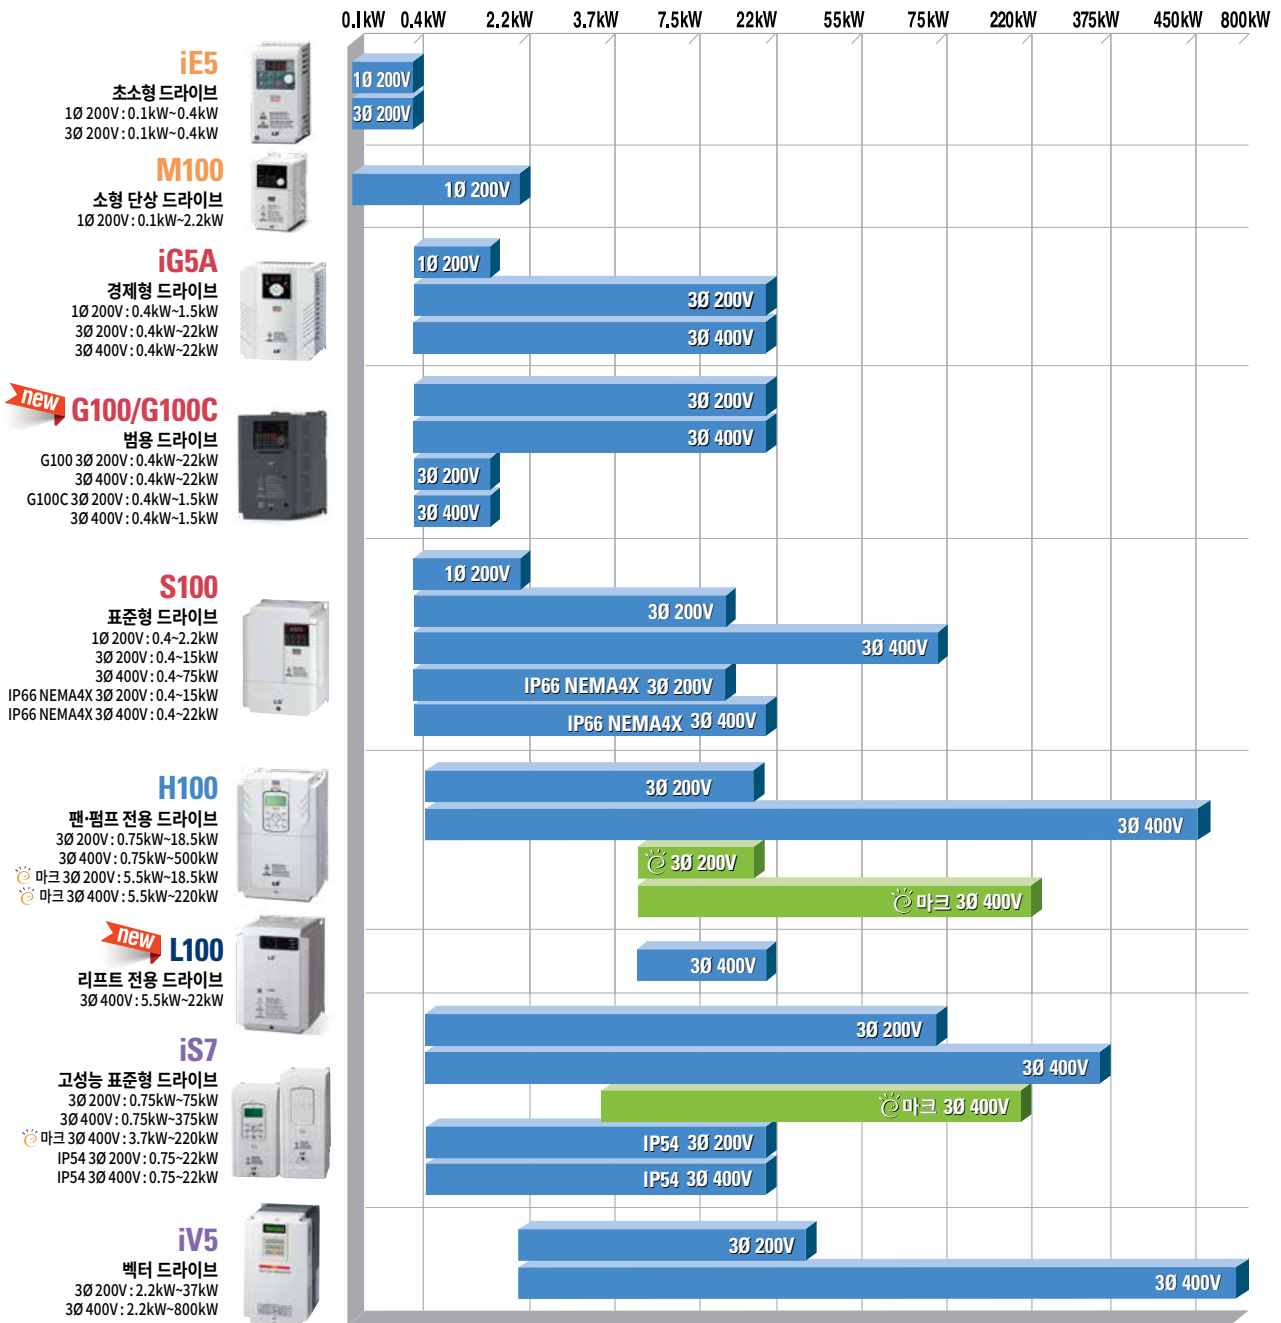 0.1kW 0.4kW 2.2kW 3.7kW 7.5kW 22kW 55kW 75kW 220kW 375kW 450kW 800kW
iE5
초소형 드라이브
1Ø 200V : 0.1kW~0.4kW
3Ø 200V : 0.1kW~0.4kW
1Ø 200V
3Ø 200V
M100
소형 단상 드라이브
1Ø 200V : 0.1kW~2.2kW
1Ø 200V
iG5A
경제형 드라이브
1Ø 200V : 0.4kW~1.5kW
3Ø 200V : 0.4kW~22kW
3Ø 400V : 0.4kW~22kW
1Ø 200V
3Ø 200V
3Ø 400V
new
G100/G100C
범용 드라이브
G100 3Ø 200V : 0.4kW~22kW
3Ø 400V : 0.4kW~22kW
G100C 3Ø 200V : 0.4kW~1.5kW
3Ø 400V : 0.4kW~1.5kW
3Ø 200V
3Ø 400V
3Ø 200V
3Ø 400V
S100
표준형 드라이브
1Ø 200V : 0.4~2.2kW
3Ø 200V : 0.4~15kW
3Ø 400V : 0.4~75kW
IP66 NEMA4X 3Ø 200V : 0.4~15kW
IP66 NEMA4X 3Ø 400V : 0.4~22kW
1Ø 200V
3Ø 200V
3Ø 400V
IP66 NEMA4X 3Ø 200V
IP66 NEMA4X 3Ø 400V
H100
팬·펌프 전용 드라이브
3Ø 200V : 0.75kW~18.5kW
3Ø 400V : 0.75kW~500kW
마크 3Ø 200V : 5.5kW~18.5kW
마크 3Ø 400V : 5.5kW~220kW
3Ø 200V
3Ø 400V
3Ø 200V
마크 3Ø 400V
new
L100
리프트 전용 드라이브
3Ø 400V : 5.5kW~22kW
3Ø 400V
iS7
고성능 표준형 드라이브
3Ø 200V : 0.75kW~75kW
3Ø 400V : 0.75kW~375kW
마크 3Ø 400V : 3.7kW~220kW
IP54 3Ø 200V : 0.75~22kW
IP54 3Ø 400V : 0.75~22kW
3Ø 200V
3Ø 400V
마크 3Ø 400V
IP54 3Ø 200V
IP54 3Ø 400V
iV5
벡터 드라이브
3Ø 200V : 2.2kW~37kW
3Ø 400V : 2.2kW~800kW
3Ø 200V
3Ø 400V